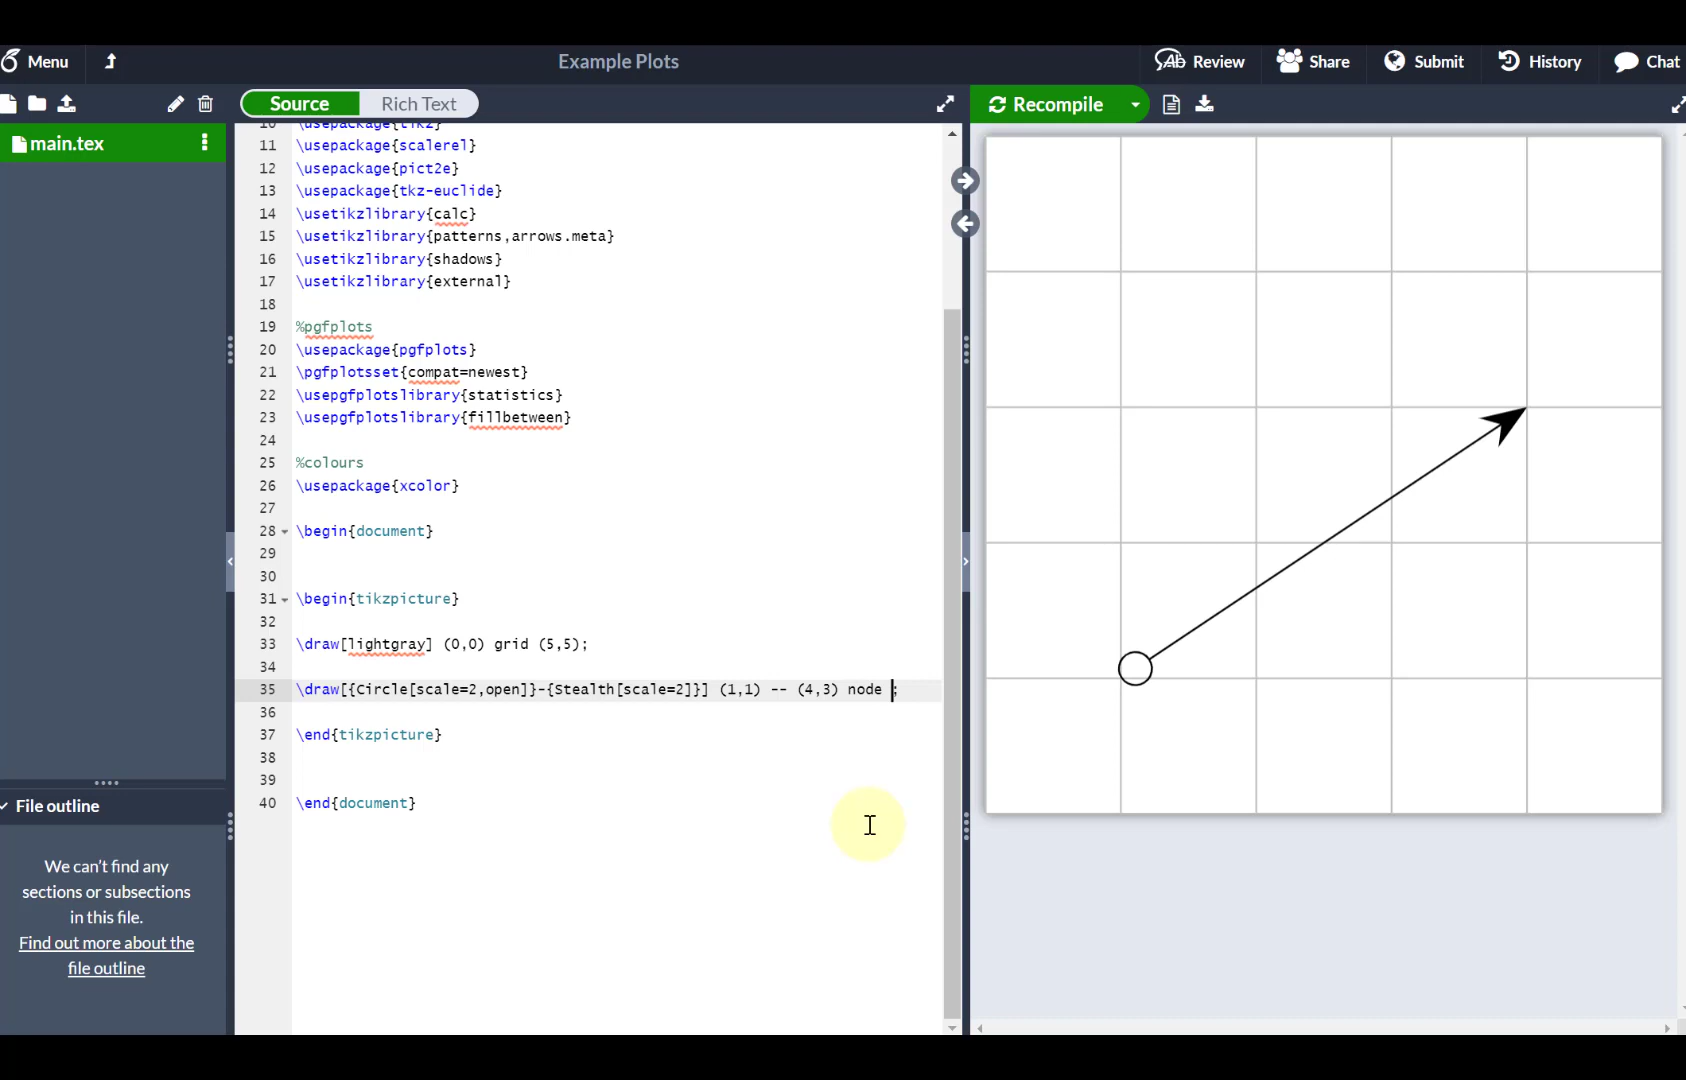 Menu
Example Plots
Review
Share
Submit
History
Chat
Source
Rich Text
Recompile
main.tex
10 \usepackage{tikz}
11 \usepackage{scalerel}
12 \usepackage{pict2e}
13 \usepackage{tkz-euclide}
14 \usetikzlibrary{calc}
15 \usetikzlibrary{patterns,arrows.meta}
16 \usetikzlibrary{shadows}
17 \usetikzlibrary{external}
18
19 %pgfplots
20 \usepackage{pgfplots}
21 \pgfplotsset{compat=newest}
22 \usepgfplotslibrary{statistics}
23 \usepgfplotslibrary{fillbetween}
24
25 %colours
26 \usepackage{xcolor}
27
28 \begin{document}
29
30
31 \begin{tikzpicture}
32
33 \draw[lightgray] (0,0) grid (5,5);
34
35 \draw[{Circle[scale=2,open]}-{Stealth[scale=2]}] (1,1) -- (4,3) node ;
36
37 \end{tikzpicture}
38
39
40 \end{document}
File outline
We can't find any
sections or subsections
in this file.
Find out more about the
file outline